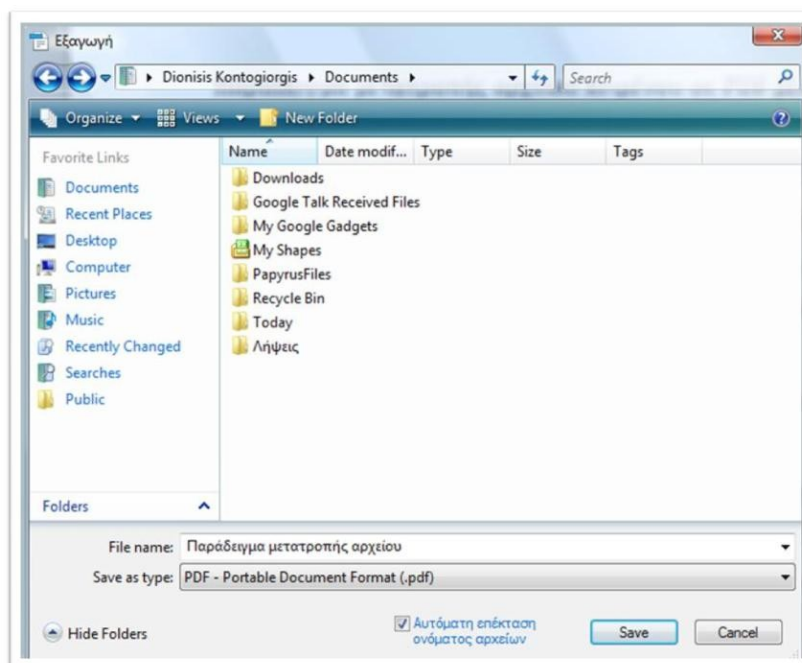 Εξαγωγή
Dionisis Kontogiorgis Documents Search
Organize Views New Folder
Favorite Links
Documents
Recent Places
Desktop
Computer
Pictures
Music
Recently Changed
Searches
Public
Folders
Name Date modif... Type Size Tags
Downloads
Google Talk Received Files
My Google Gadgets
My Shapes
PapyrusFiles
Recycle Bin
Today
Λήψεις
File name: Παράδειγμα μετατροπής αρχείου
Save as type: PDF - Portable Document Format (.pdf)
Hide Folders
Αυτόματη επέκταση
ονόματος αρχείων
Save Cancel